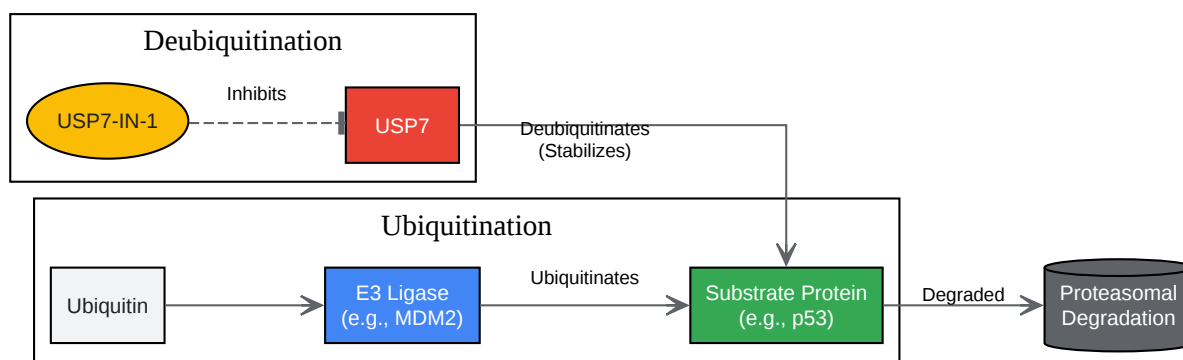 Deubiquitination
USP7-IN-1
Inhibits
USP7
Deubiquitinates
(Stabilizes)
Ubiquitination
Ubiquitin
E3 Ligase
(e.g., MDM2)
Ubiquitinates
Substrate Protein
(e.g., p53)
Degraded
Proteasomal
Degradation